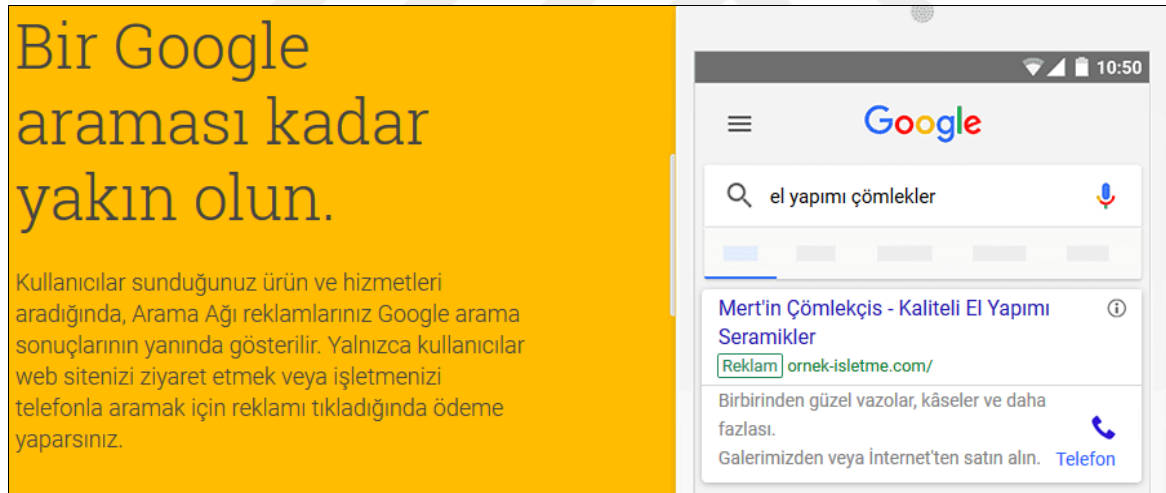 Bir Google
araması kadar
yakın olun.
Kullanıcılar sunduğunuz ürün ve hizmetleri
aradığında, Arama Ağı reklamlarınız Google arama
sonuçlarının yanında gösterilir. Yalnızca kullanıcılar
web sitenizi ziyaret etmek veya işletmenizi
telefonla aramak için reklamı tıkladığında ödeme
yaparsınız.
10:50
Google
el yapımı çömlekler
Mert'in Çömlekçis - Kaliteli El Yapımı
Seramikler
Reklam ornek-isletme.com/
Birbirinden güzel vazolar, kâseler ve daha
fazlası.
Galerimizden veya İnternet'ten satın alın.
Telefon